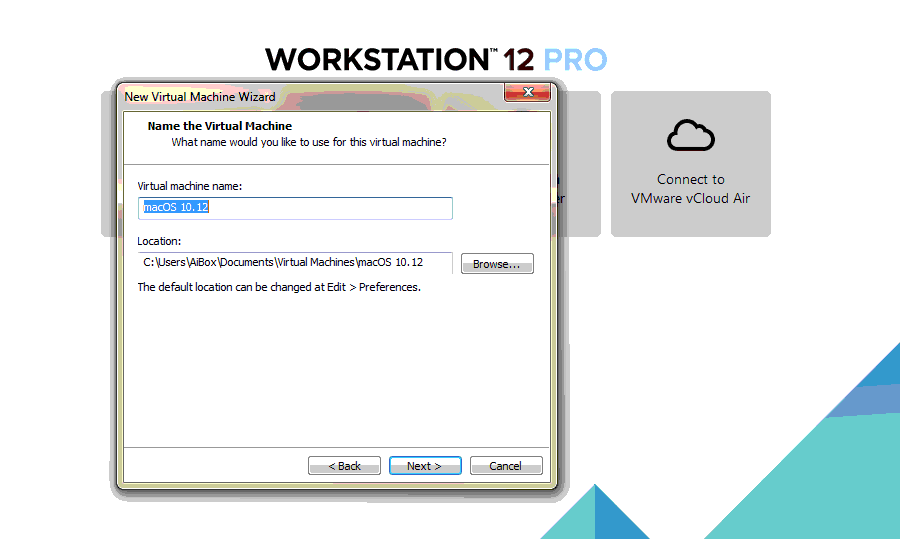 WORKSTATION™ 12 PRO
New Virtual Machine Wizard
Name the Virtual Machine
What name would you like to use for this virtual machine?
Virtual machine name:
macOS 10.12
Location:
C:\Users\AiBox\Documents\Virtual Machines\macOS 10.12
Browse...
The default location can be changed at Edit > Preferences.
< Back
Next >
Cancel
Connect to
VMware vCloud Air